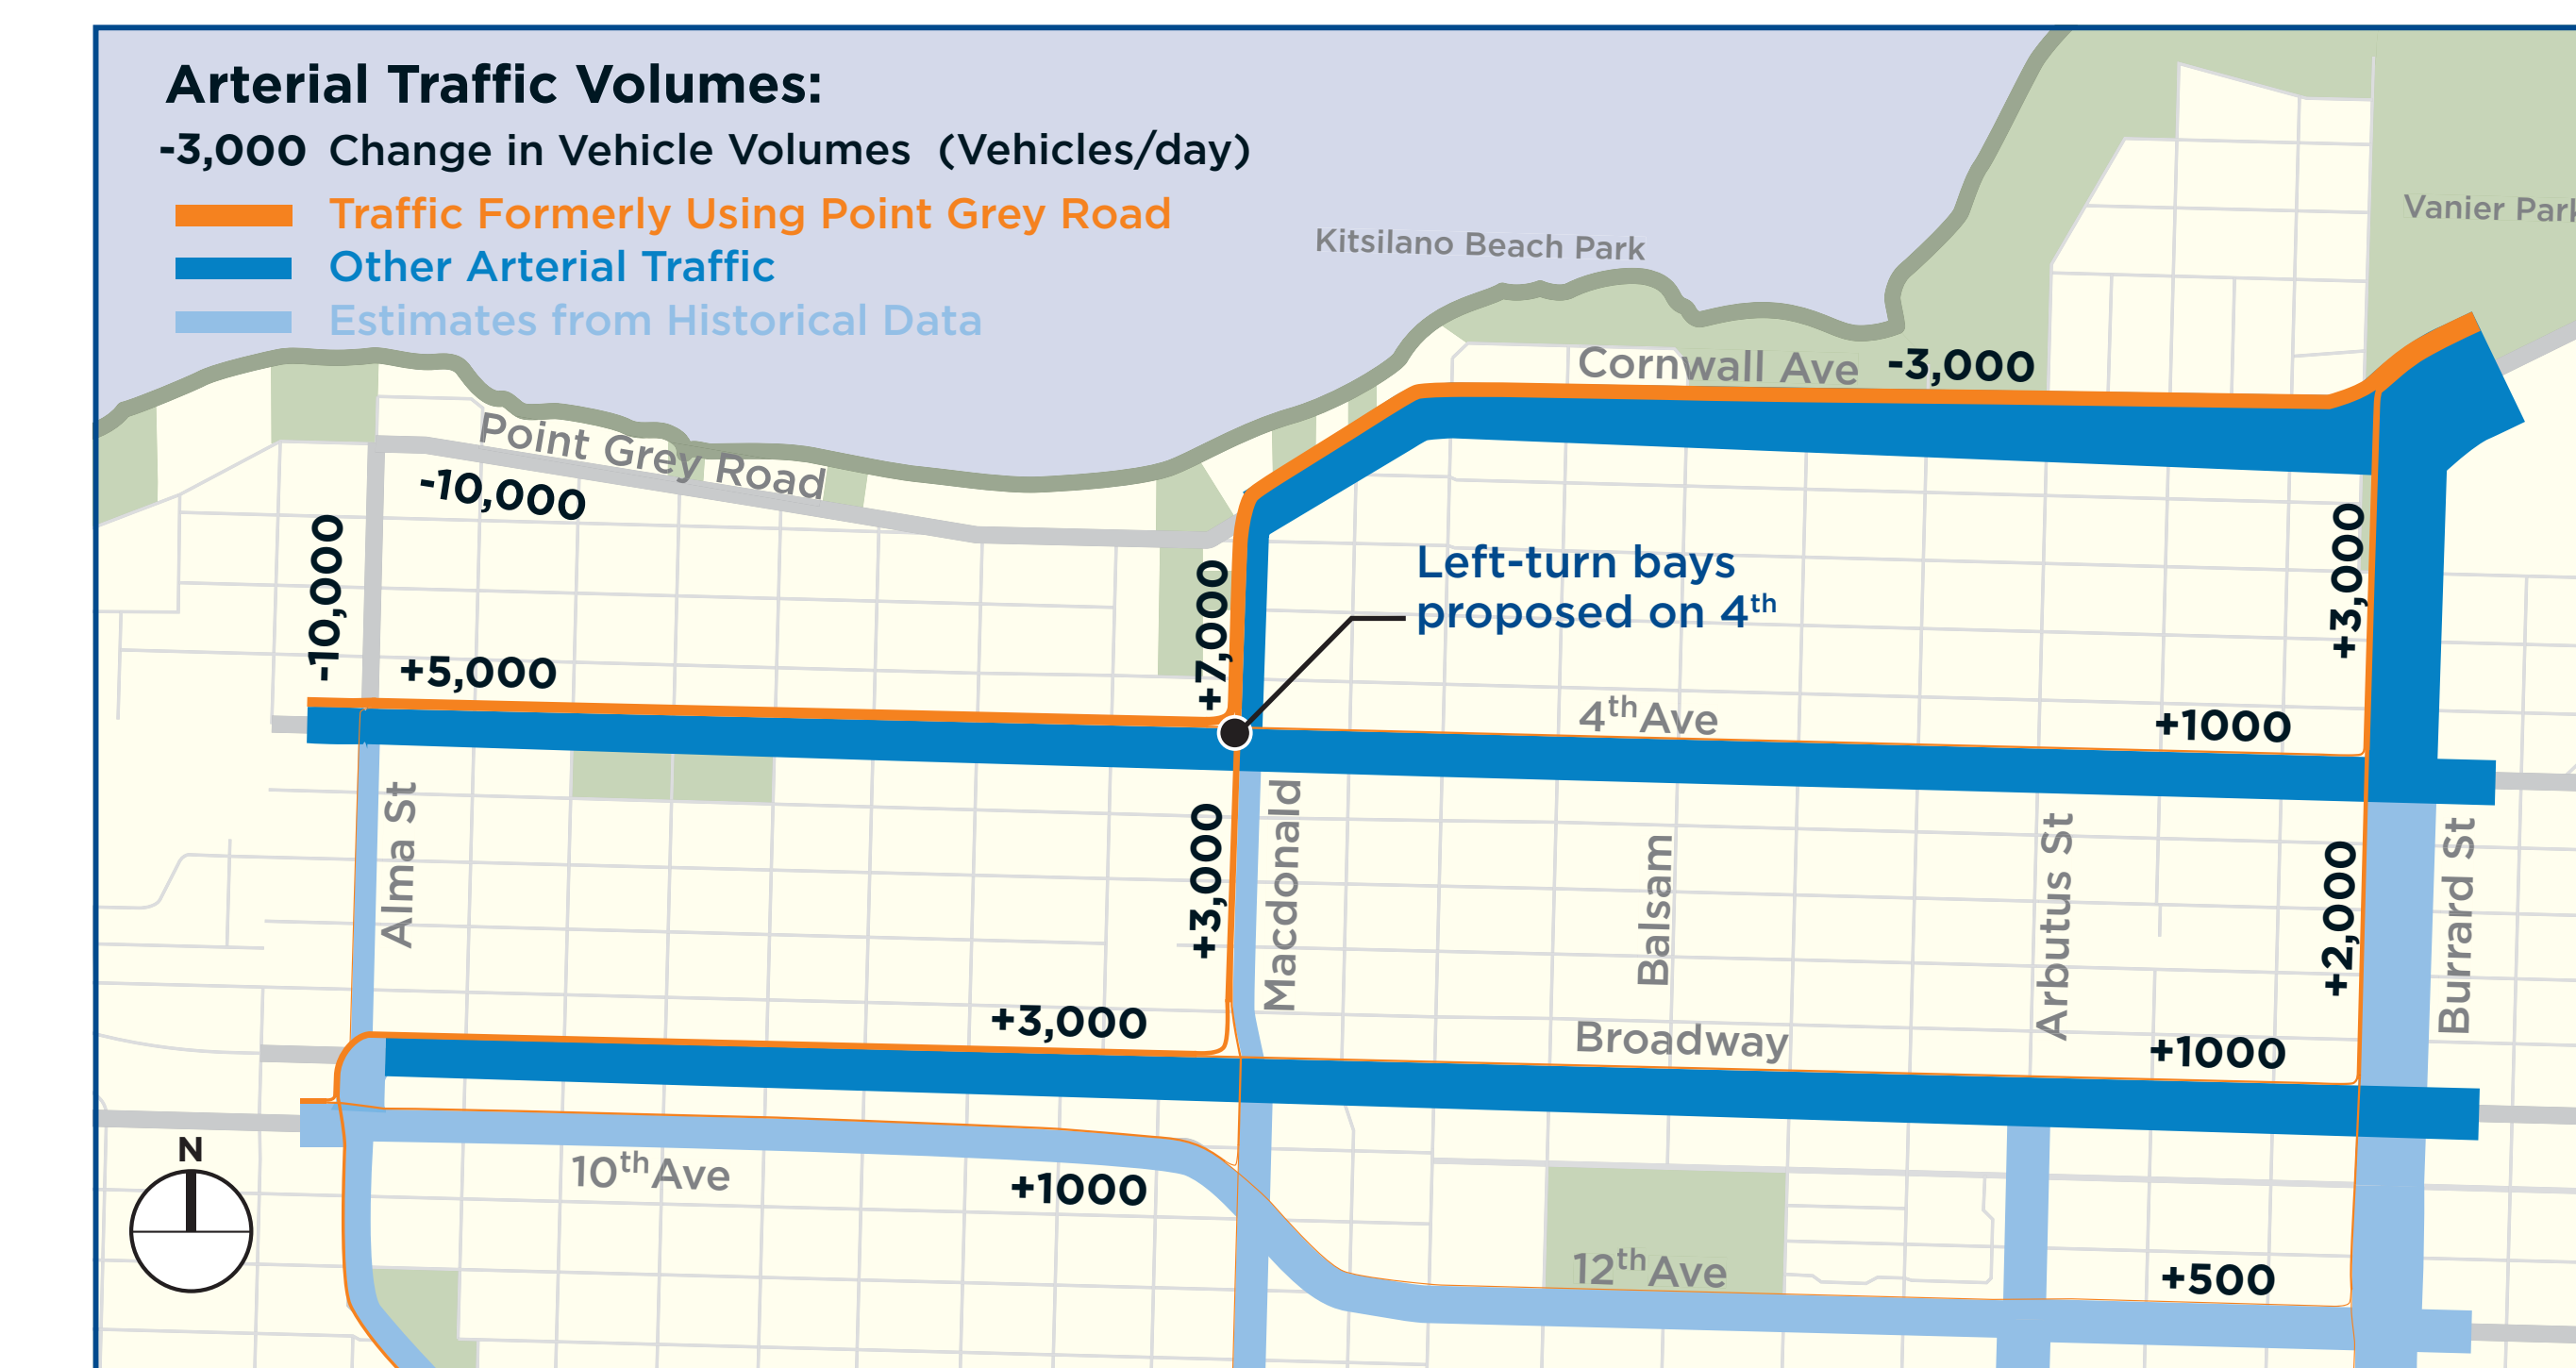 Arterial Traffic Volumes:
-3,000 Change in Vehicle Volumes (Vehicles/day)
Traffic Formerly Using Point Grey Road
Other Arterial Traffic
Estimates from Historical Data
Kitsilano Beach Park
Vanier Park
Cornwall Ave -3,000
Point Grey Road
-10,000
-10,000
+5,000
+7,000
Left-turn bays
proposed on 4th
+3,000
4th Ave
+1000
Alma St
+3,000
Macdonald
Balsam
Arbutus St
+2,000
Burrard St
+3,000
Broadway
+1000
N
10th Ave
+1000
12th Ave
+500